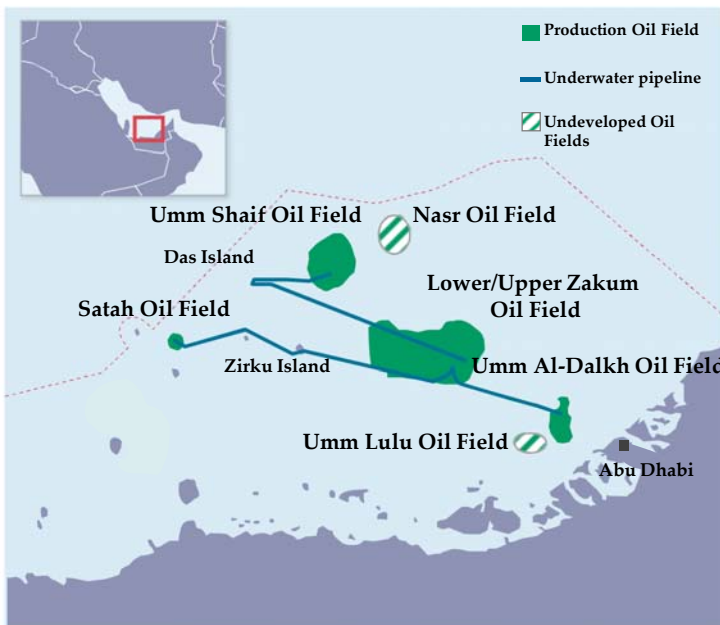 Production Oil Field
Underwater pipeline
Undeveloped Oil
Fields
Umm Shaif Oil Field
Nasr Oil Field
Das Island
Lower/Upper Zakum
Oil Field
Satah Oil Field
Zirku Island
Umm Al-Dalkh Oil Field
Umm Lulu Oil Field
Abu Dhabi